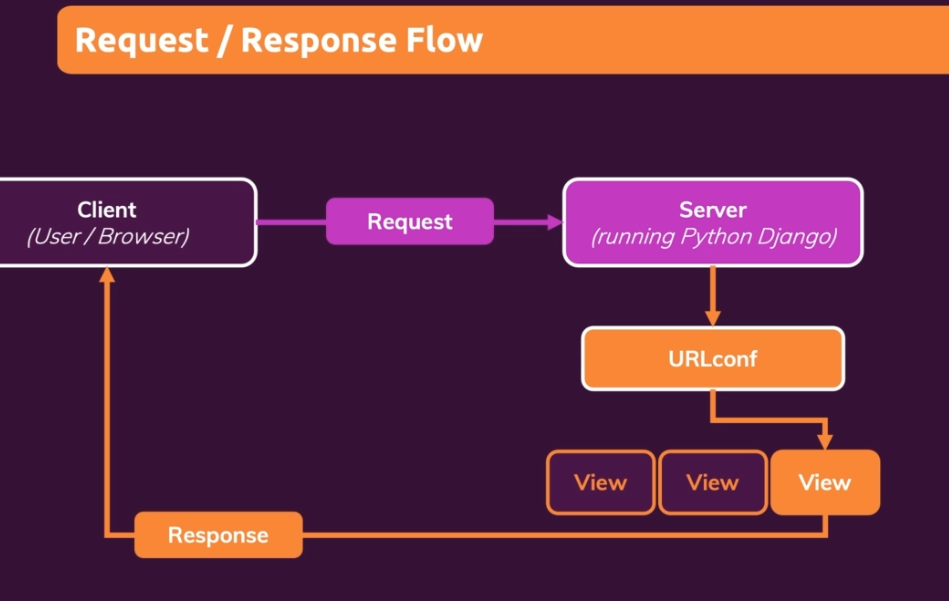 Request / Response Flow
Client
(User / Browser)
Request
Server
(running Python Django)
URLconf
View
View
View
Response